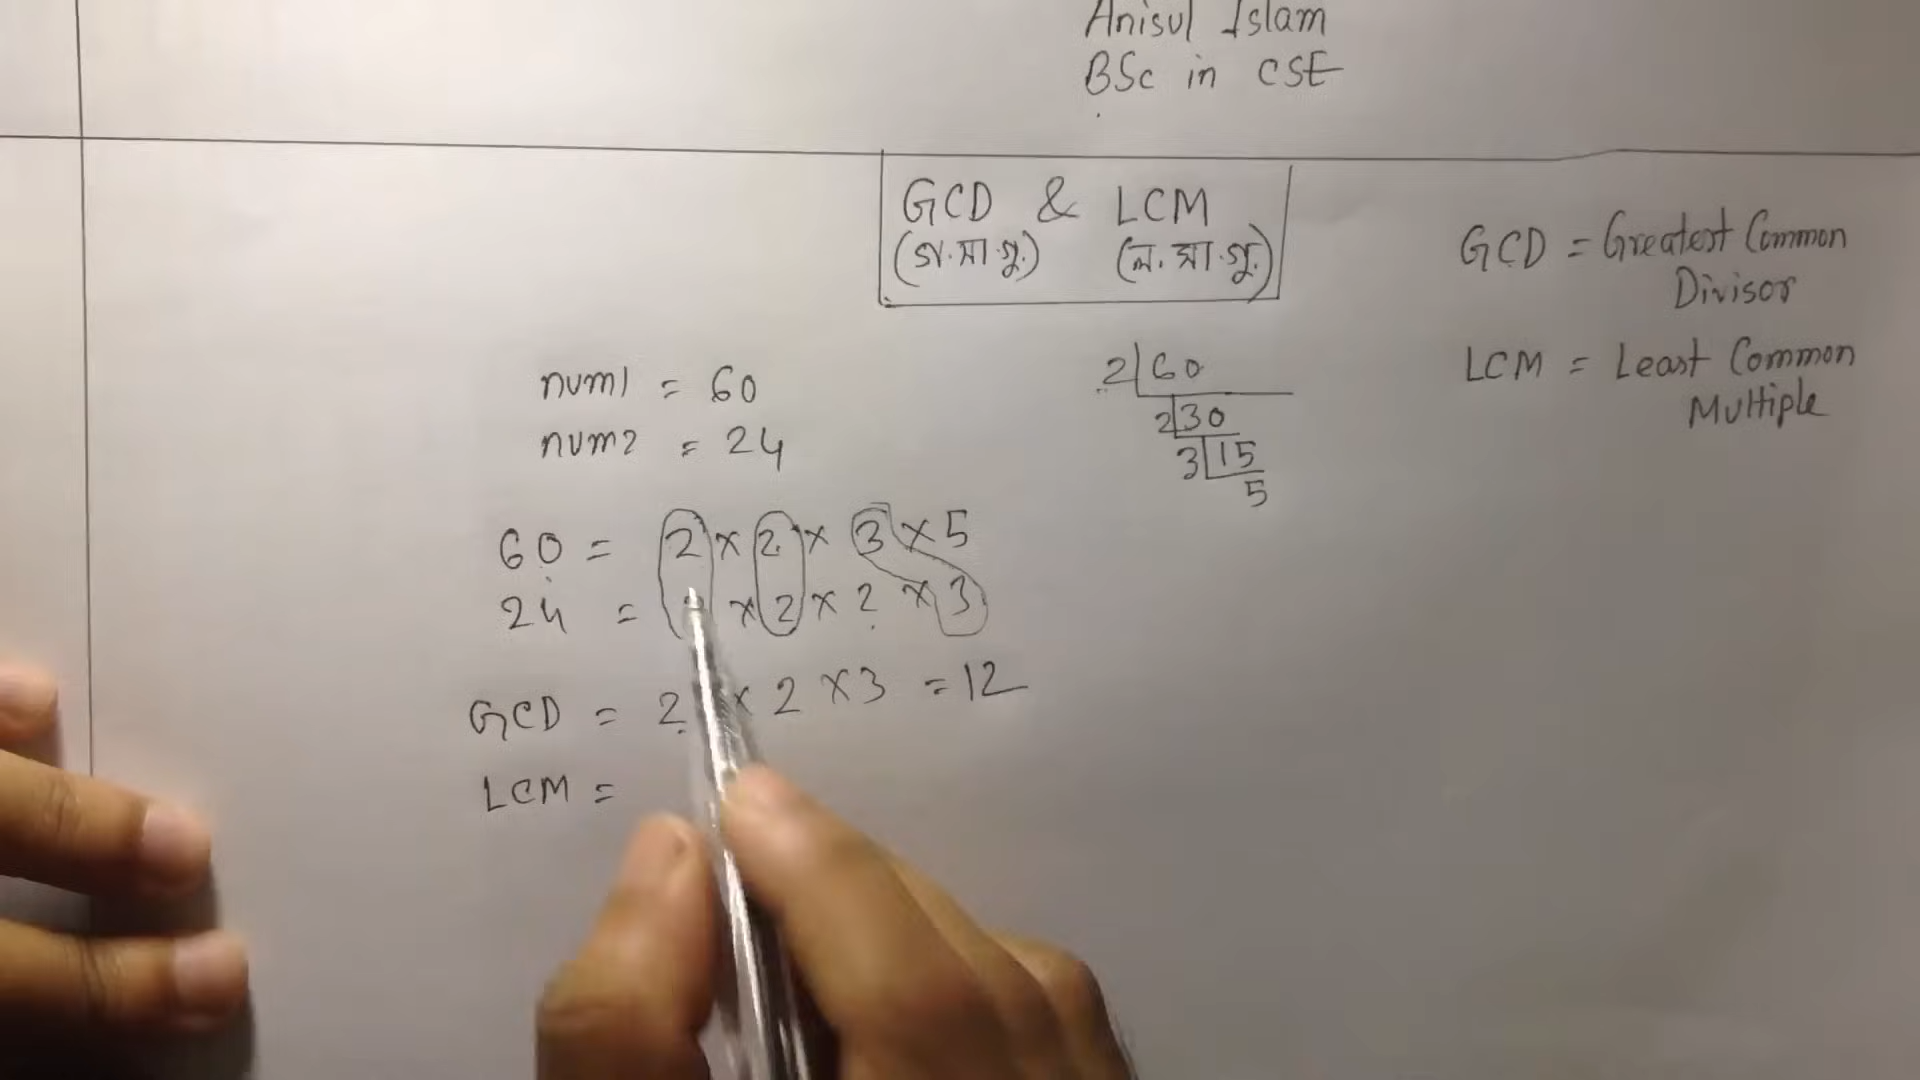 Anisul Islam
BSc in CSE
GCD & LCM
(গ.সা.গু.) (ল.সা.গু.)
GCD = Greatest Common
Divisor
LCM = Least Common
Multiple
num1 = 60
num2 = 24
2|60
2|30
3|15
5
60 = 2 × 2 × 3 × 5
24 = × 2 × 2 × 3
GCD = 2 × 2 × 3 = 12
LCM =